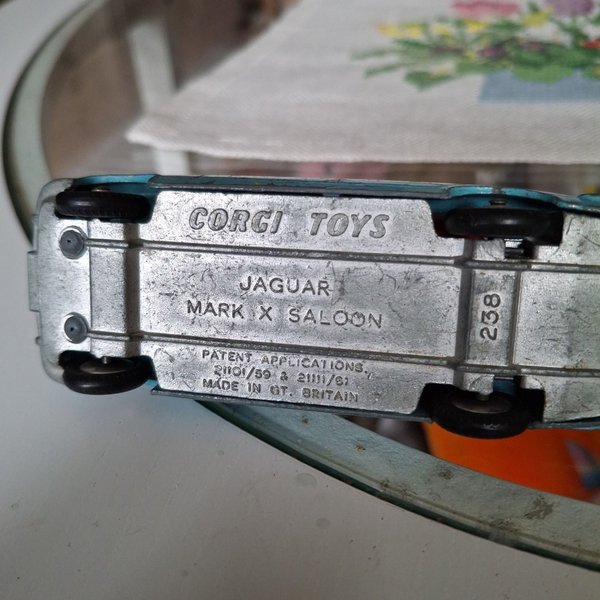 CORGI TOYS
JAGUAR
MARK X SALOON
238
PATENT APPLICATIONS
21101/59 & 21111/61
MADE IN GT. BRITAIN